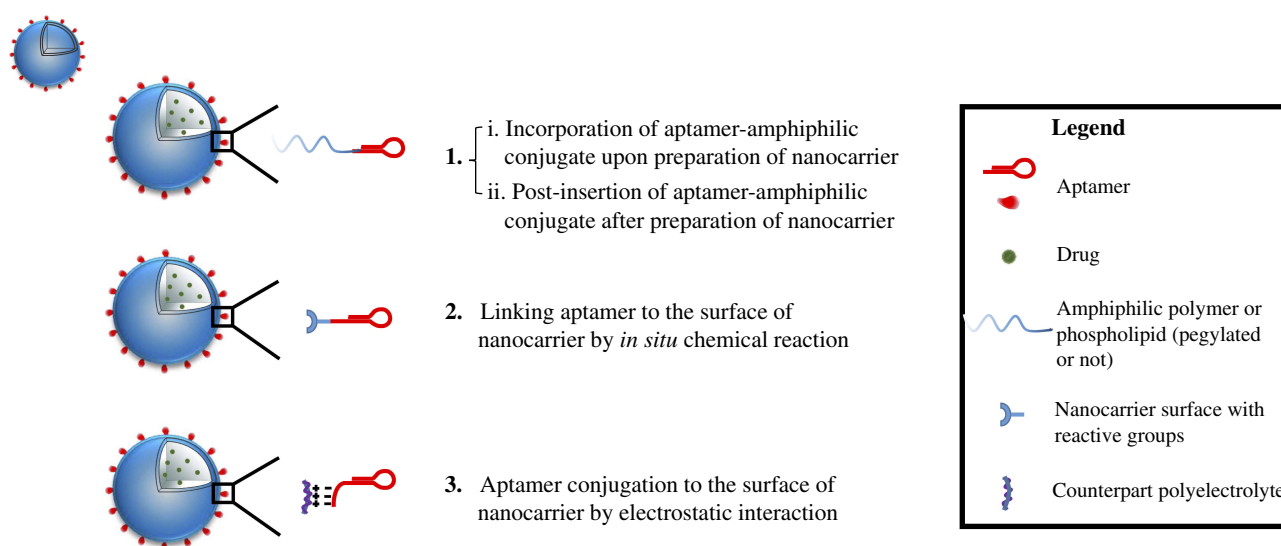 1.
i. Incorporation of aptamer-amphiphilic
conjugate upon preparation of nanocarrier
ii. Post-insertion of aptamer-amphiphilic
conjugate after preparation of nanocarrier
2. Linking aptamer to the surface of
nanocarrier by in situ chemical reaction
3. Aptamer conjugation to the surface of
nanocarrier by electrostatic interaction
Legend
Aptamer
Drug
Amphiphilic polymer or
phospholipid (pegylated
or not)
Nanocarrier surface with
reactive groups
Counterpart polyelectrolyte